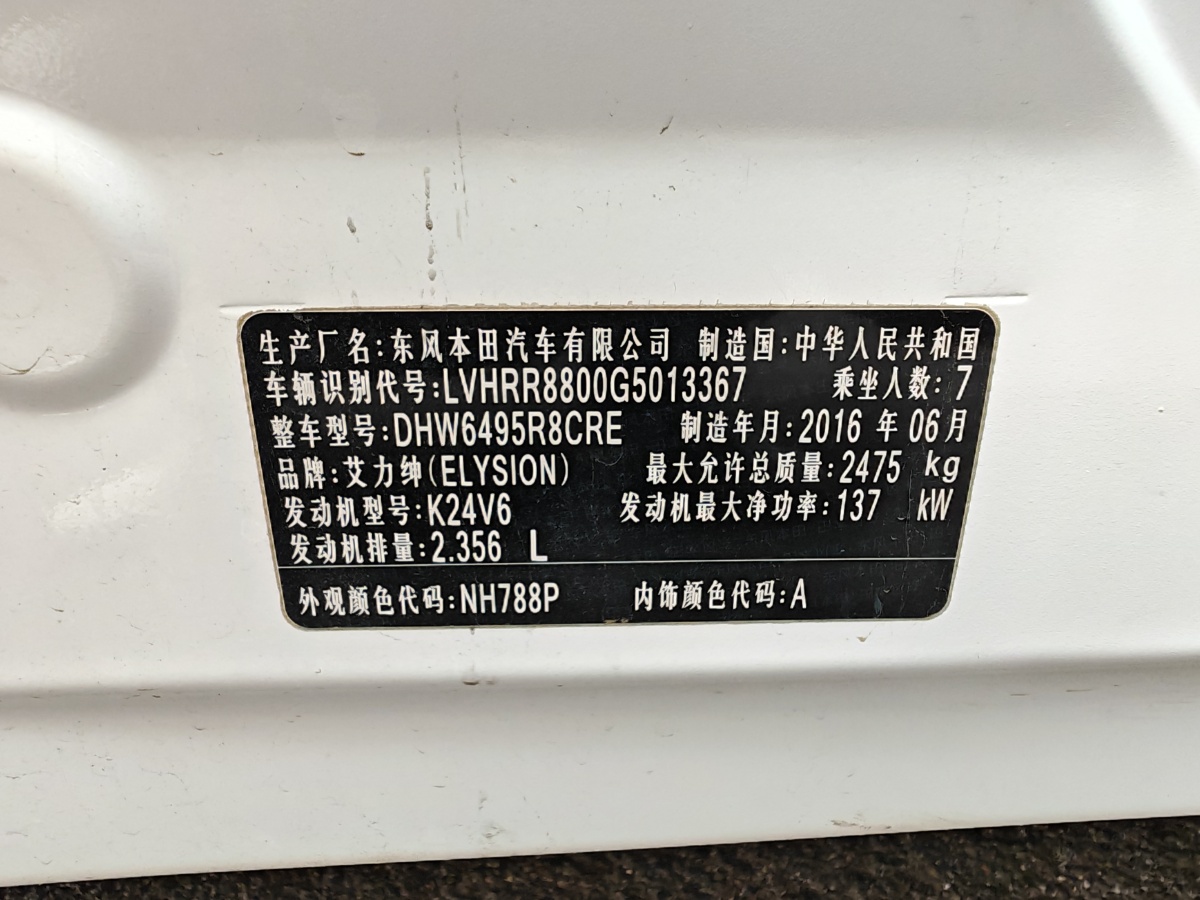 生产厂名:东风本田汽车有限公司 制造国:中华人民共和国
车辆识别代号:LVHRR8800G5013367 乘坐人数:7
整车型号:DHW6495R8CRE 制造年月:2016 年 06月
品牌:艾力绅(ELYSION) 最大允许总质量:2475 kg
发动机型号:K24V6 发动机最大净功率:137 kW
发动机排量:2.356 L
外观颜色代码:NH788P 内饰颜色代码:A